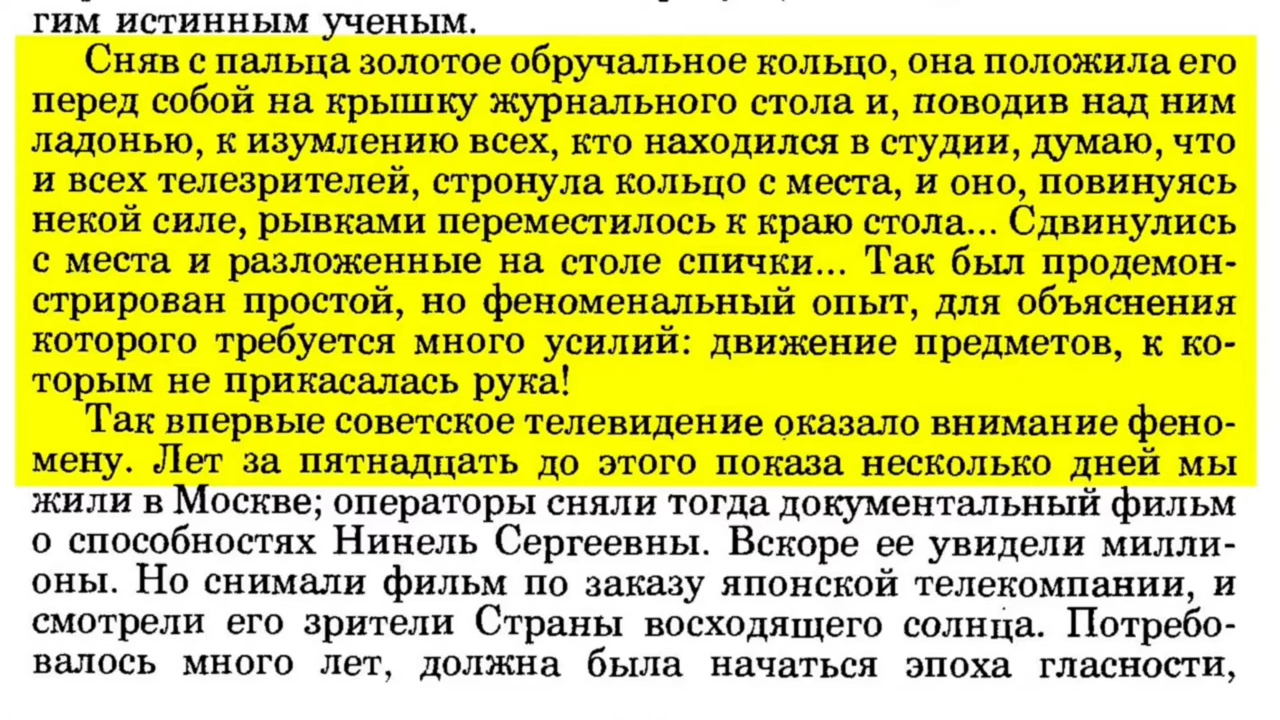 гим истинным ученым.
Сняв с пальца золотое обручальное кольцо, она положила его
перед собой на крышку журнального стола и, поводив над ним
ладонью, к изумлению всех, кто находился в студии, думаю, что
и всех телезрителей, стронула кольцо с места, и оно, повинуясь
некой силе, рывками переместилось к краю стола... Сдвинулись
с места и разложенные на столе спички... Так был продемон-
стрирован простой, но феноменальный опыт, для объяснения
которого требуется много усилий: движение предметов, к ко-
торым не прикасалась рука!
Так впервые советское телевидение оказало внимание фено-
мену. Лет за пятнадцать до этого показа несколько дней мы
жили в Москве; операторы сняли тогда документальный фильм
о способностях Нинель Сергеевны. Вскоре ее увидели милли-
оны. Но снимали фильм по заказу японской телекомпании, и
смотрели его зрители Страны восходящего солнца. Потребо-
валось много лет, должна была начаться эпоха гласности,